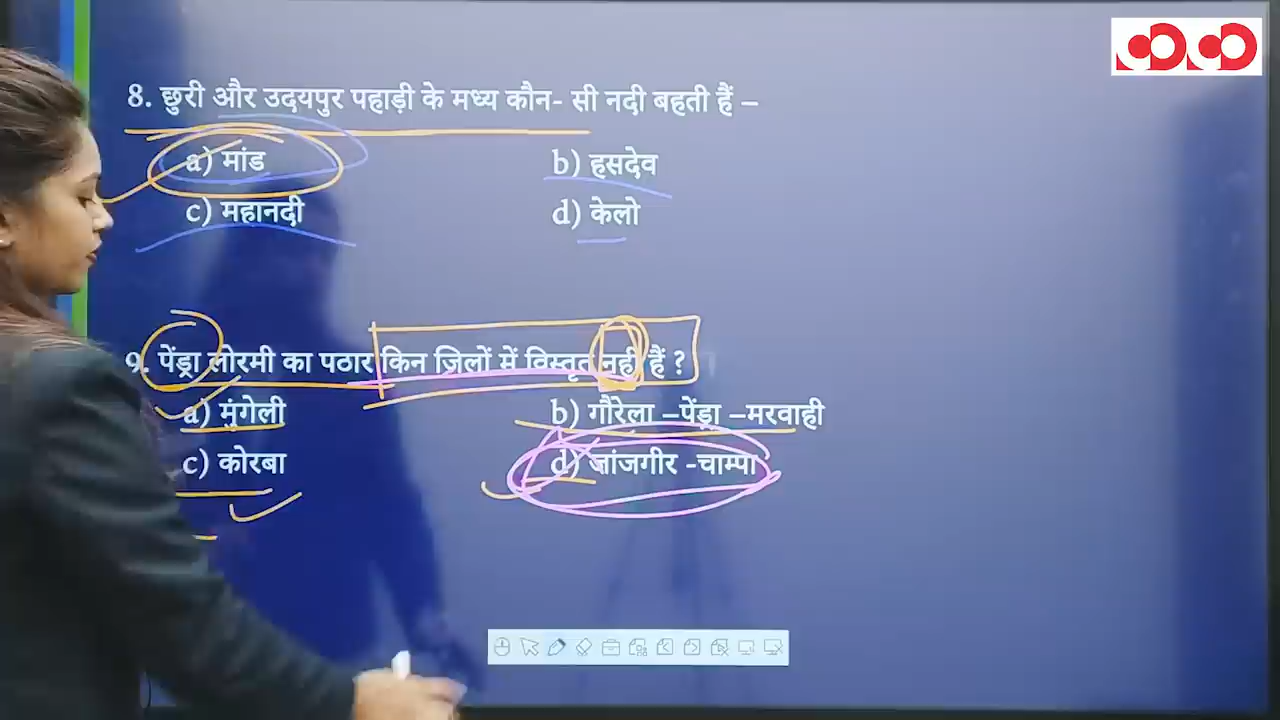 8. छुरी और उदयपुर पहाड़ी के मध्य कौन- सी नदी बहती हैं –
a) मांड b) हसदेव
c) महानदी d) केलो
9. पेंड्रा लोरमी का पठार किन ज़िलों में विस्तृत नही हैं ?
a) मुंगेली b) गौरेला –पेंड्रा –मरवाही
c) कोरबा d) जांजगीर -चाम्पा